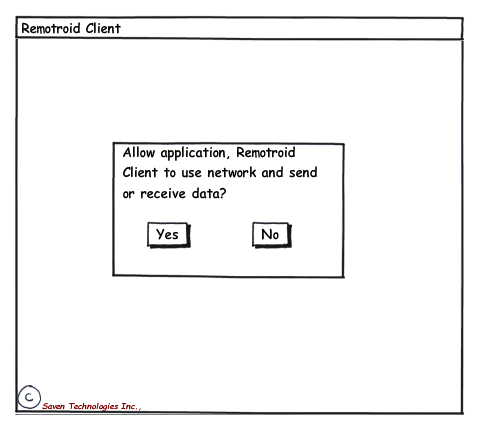 Remotroid Client
Allow application, Remotroid
Client to use network and send
or receive data?
Yes No
C Saven Technologies Inc.,